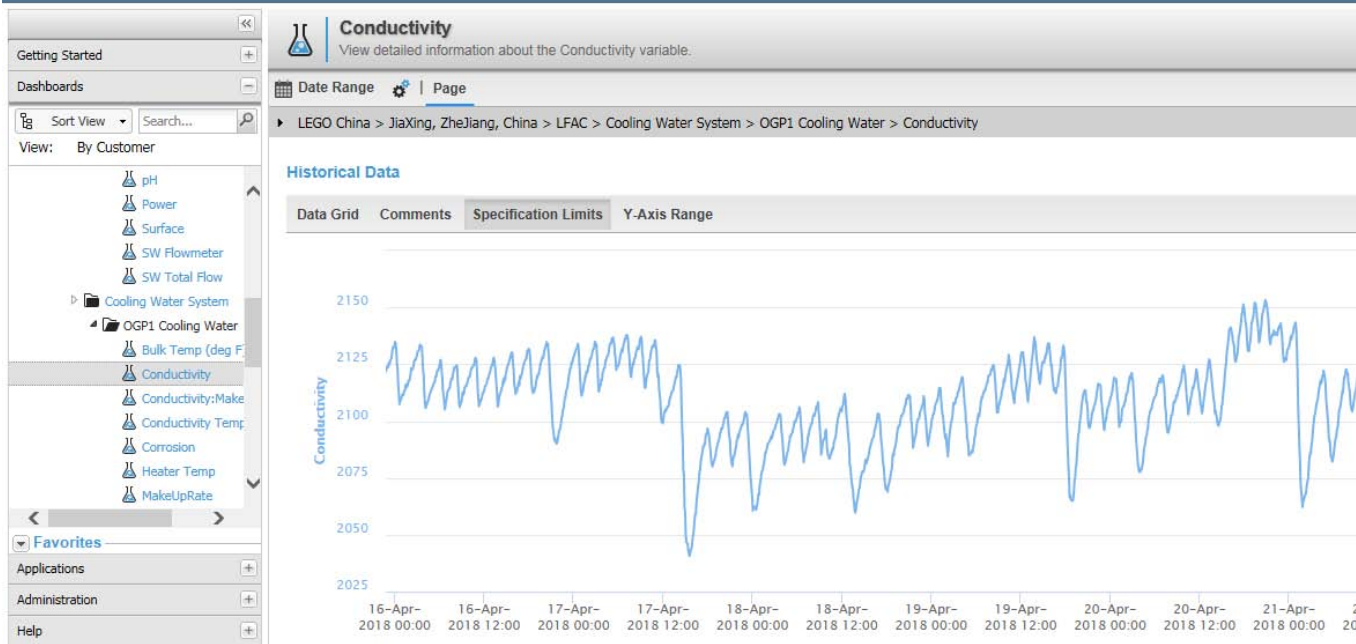 Getting Started
Dashboards
Sort View
Search...
View: By Customer
pH
Power
Surface
SW Flowmeter
SW Total Flow
Cooling Water System
OGP1 Cooling Water
Bulk Temp (deg F)
Conductivity
Conductivity:Make
Conductivity Temp
Corrosion
Heater Temp
MakeUpRate
Favorites
Applications
Administration
Help
Conductivity
View detailed information about the Conductivity variable.
Date Range | Page
LEGO China > JiaXing, ZheJiang, China > LFAC > Cooling Water System > OGP1 Cooling Water > Conductivity
Historical Data
Data Grid Comments Specification Limits Y-Axis Range
Conductivity
2150
2125
2100
2075
2050
2025
16-Apr-2018 00:00
16-Apr-2018 12:00
17-Apr-2018 00:00
17-Apr-2018 12:00
18-Apr-2018 00:00
18-Apr-2018 12:00
19-Apr-2018 00:00
19-Apr-2018 12:00
20-Apr-2018 00:00
20-Apr-2018 12:00
21-Apr-2018 00:00